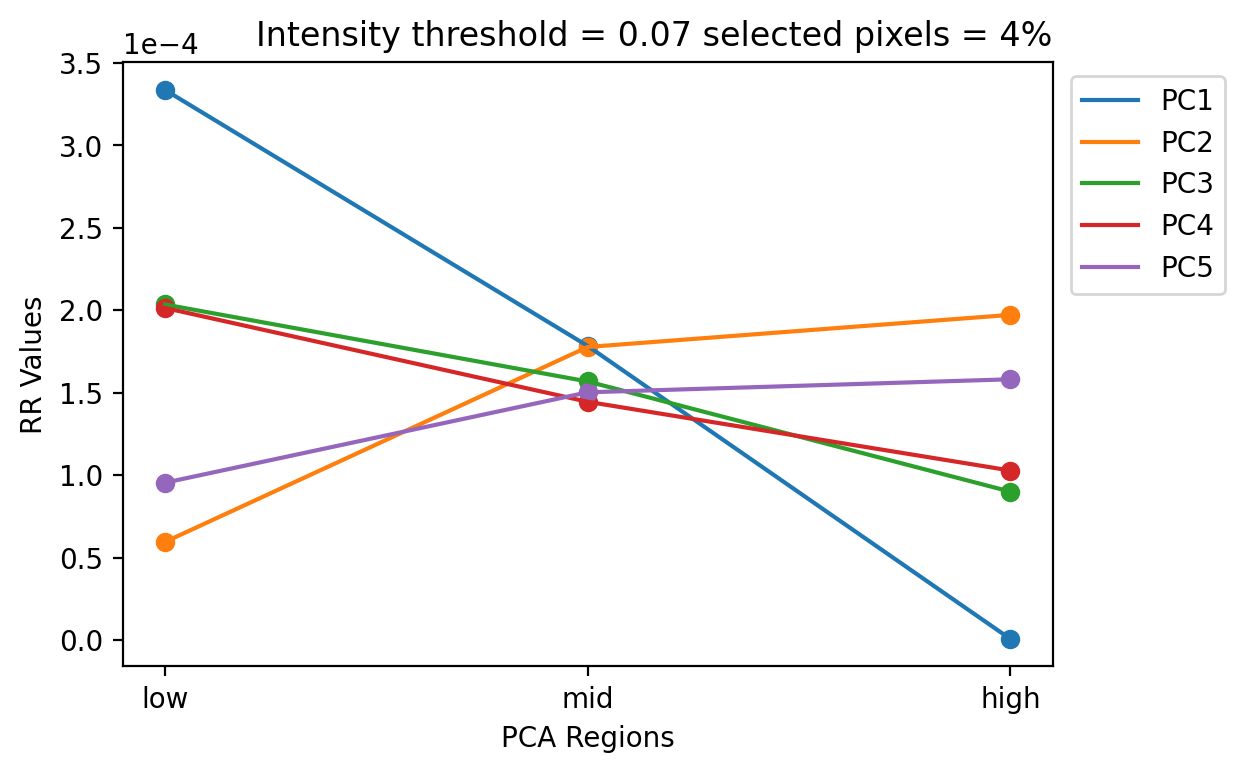 Intensity threshold = 0.07 selected pixels = 4%
1e−4
3.5
3.0
2.5
2.0
1.5
1.0
0.5
0.0
RR Values
low mid high
PCA Regions
PC1
PC2
PC3
PC4
PC5